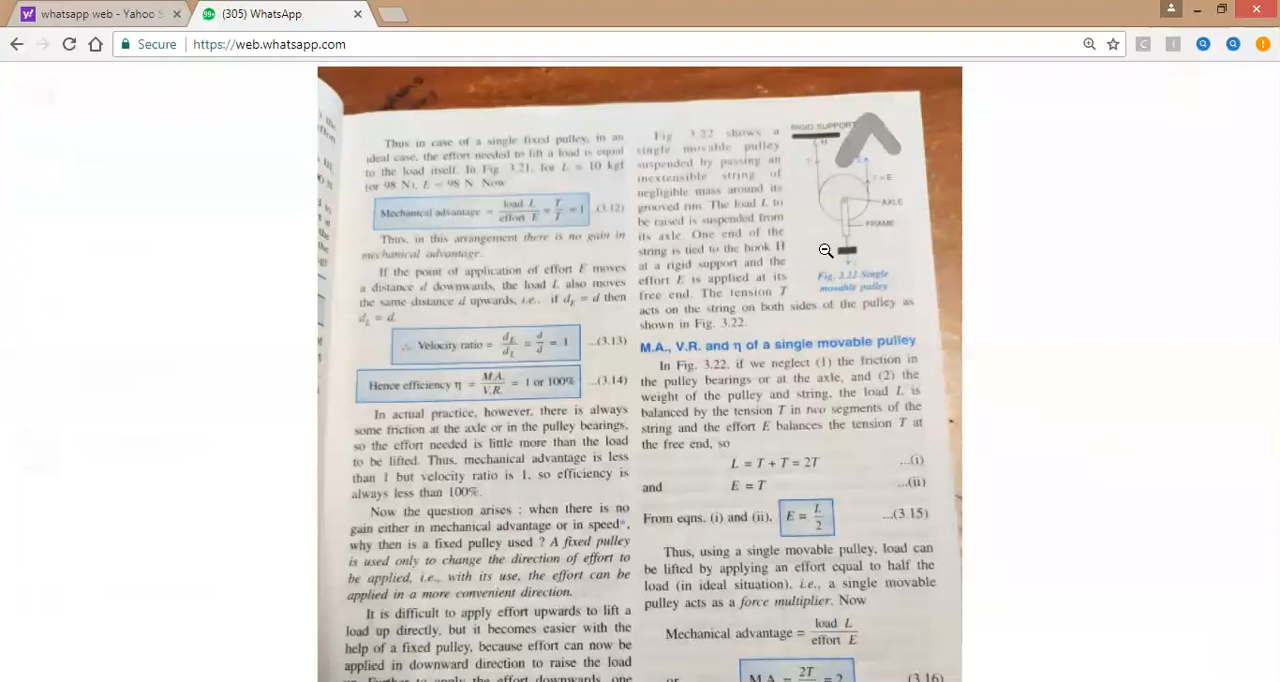 whatsapp web - Yahoo S
(305) WhatsApp
Secure
https://web.whatsapp.com
Thus in case of a single fixed pulley, in an
ideal case, the effort needed to lift a load is equal
to the load itself. In Fig. 3.21, for L = 10 kgf
(or 98 N), E = 98 N. Now
Mechanical advantage = load L / effort E = T / T = 1 ..(3.12)
Thus, in this arrangement there is no gain in
mechanical advantage.
If the point of application of effort E moves
a distance d downwards, the load L also moves
the same distance d upwards, i.e., if dE = d then
dL = d.
∴ Velocity ratio = dE / dL = d / d = 1 ...(3.13)
Hence efficiency η = M.A. / V.R. = 1 or 100% ...(3.14)
In actual practice, however, there is always
some friction at the axle or in the pulley bearings,
so the effort needed is little more than the load
to be lifted. Thus, mechanical advantage is less
than 1 but velocity ratio is 1, so efficiency is
always less than 100%.
Now the question arises : when there is no
gain either in mechanical advantage or in speed*,
why then is a fixed pulley used ? A fixed pulley
is used only to change the direction of effort to
be applied, i.e., with its use, the effort can be
applied in a more convenient direction.
It is difficult to apply effort upwards to lift a
load up directly, but it becomes easier with the
help of a fixed pulley, because effort can now be
applied in downward direction to raise the load
up. Further to apply the effort downwards, one
Fig 3.22 shows a
single movable pulley
suspended by passing an
inextensible string of
negligible mass around its
grooved rim. The load L to
be raised is suspended from
its axle. One end of the
string is tied to the hook H
at a rigid support and the
effort E is applied at its
free end. The tension T
acts on the string on both sides of the pulley as
shown in Fig. 3.22.
RIGID SUPPORT
H
T = E
AXLE
FRAME
Fig. 3.22 Single
movable pulley
M.A., V.R. and η of a single movable pulley
In Fig. 3.22, if we neglect (1) the friction in
the pulley bearings or at the axle, and (2) the
weight of the pulley and string, the load L is
balanced by the tension T in two segments of the
string and the effort E balances the tension T at
the free end, so
L = T + T = 2T ...(i)
and E = T ...(ii)
From eqns. (i) and (ii), E = L / 2 ...(3.15)
Thus, using a single movable pulley, load can
be lifted by applying an effort equal to half the
load (in ideal situation), i.e., a single movable
pulley acts as a force multiplier. Now
Mechanical advantage = load L / effort E
or M.A. = 2T = 2 (3.16)